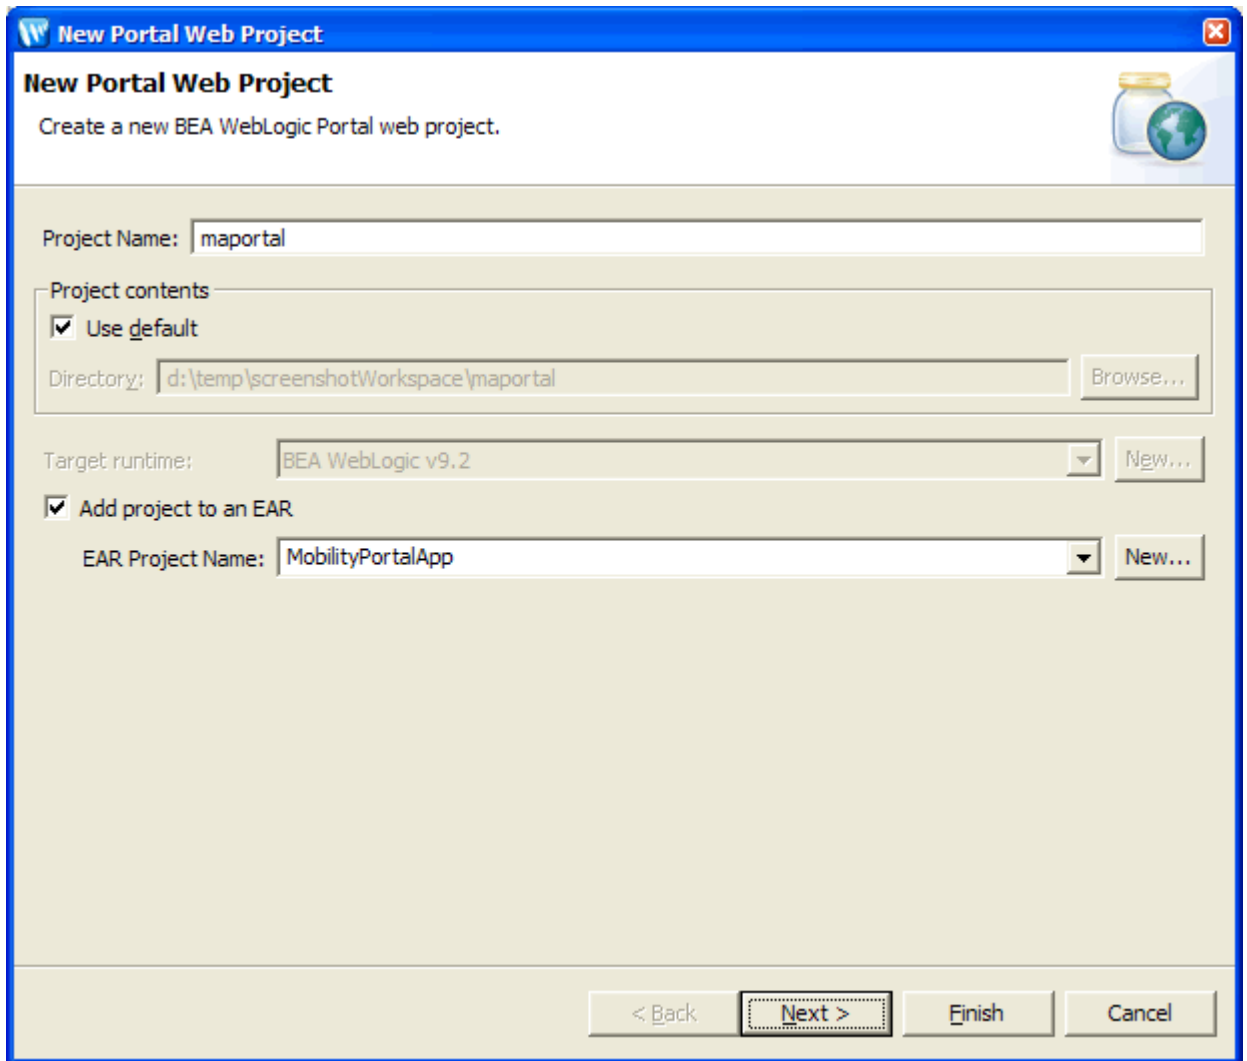 New Portal Web Project
New Portal Web Project
Create a new BEA WebLogic Portal web project.
Project Name: maportal
Project contents
Use default
Directory: d:\temp\screenshotWorkspace\maportal Browse...
Target runtime: BEA WebLogic v9.2 New...
Add project to an EAR
EAR Project Name: MobilityPortalApp New...
< Back Next > Finish Cancel